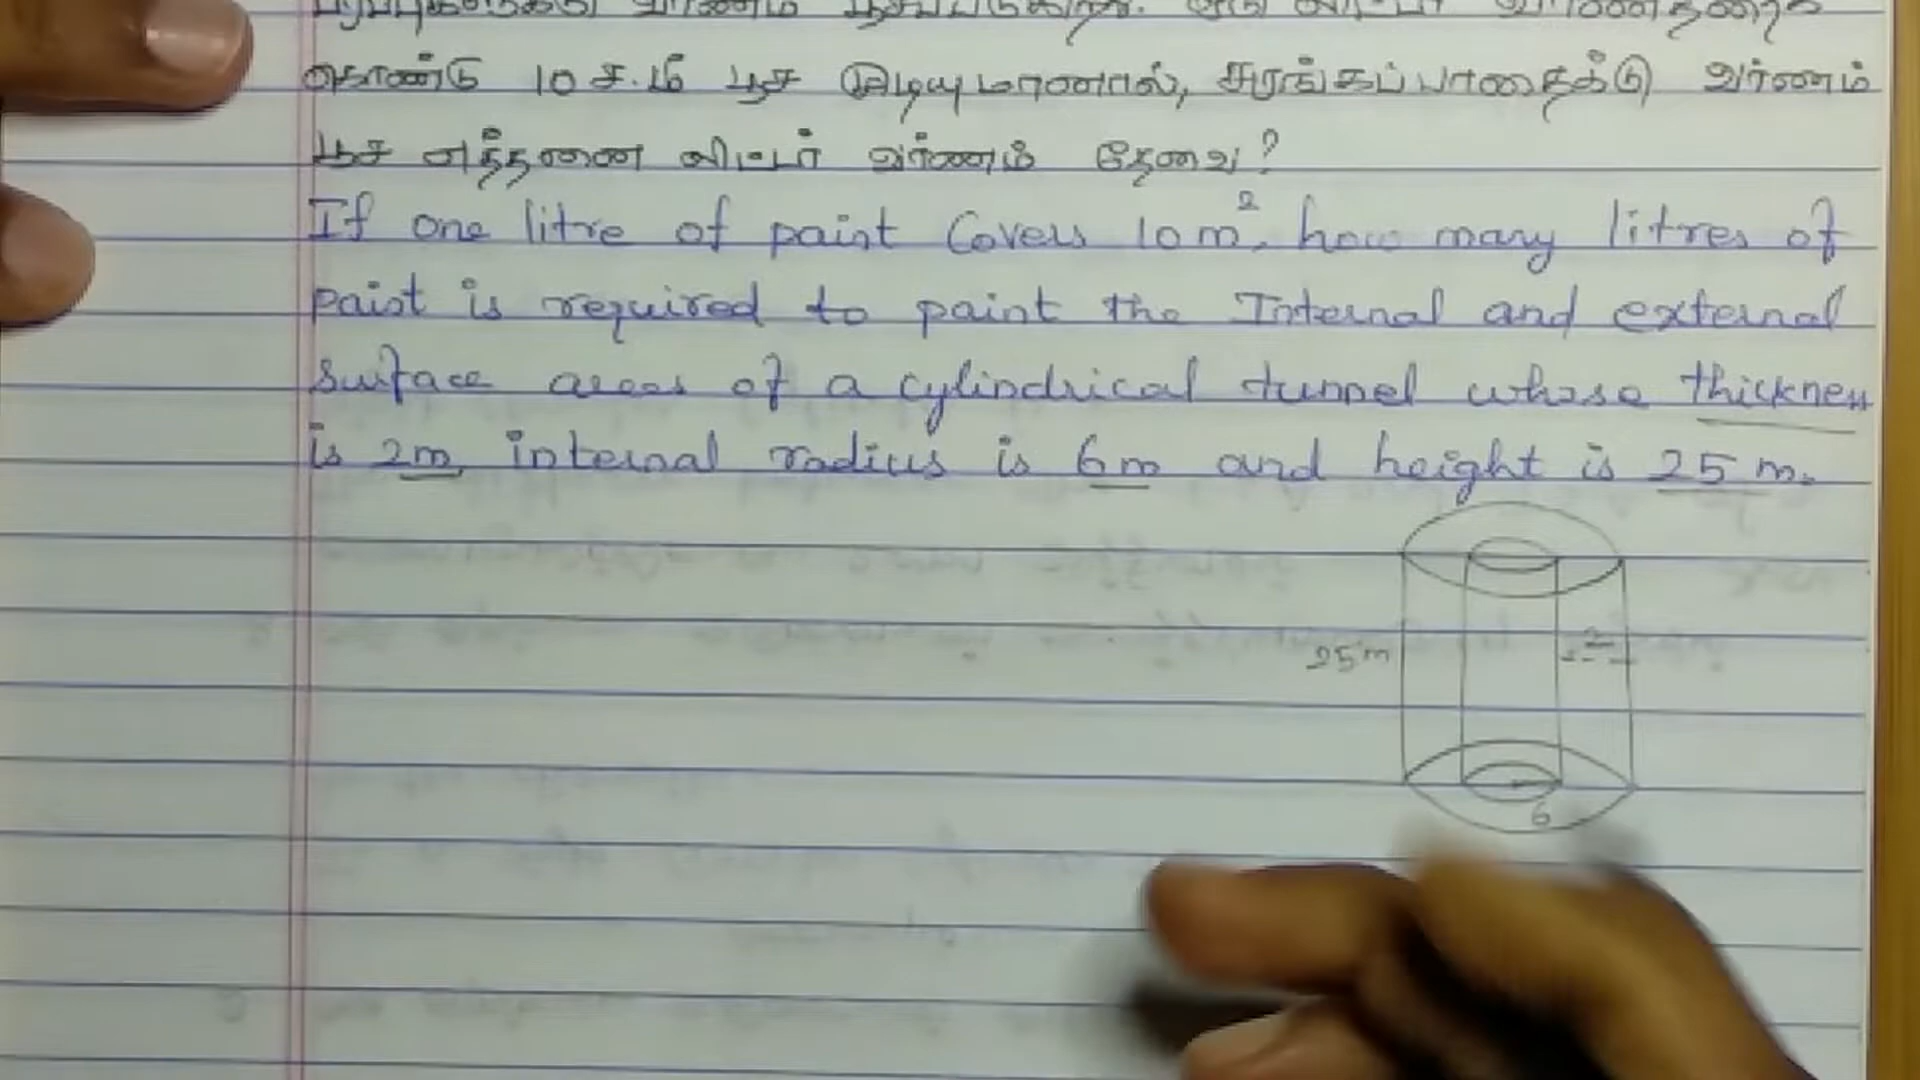 கொண்டு 10 ச.மீ பூச முடியுமானால், சுரங்கப்பாதைக்கு வர்ணம்
பூச எத்தனை லிட்டர் வர்ணம் தேவை?
If one litre of paint Covers 10m², how many litres of
paint is required to paint the Internal and external
surface areas of a cylindrical tunnel whose thickness
is 2m, internal radius is 6m and height is 25 m.
25m
2
6